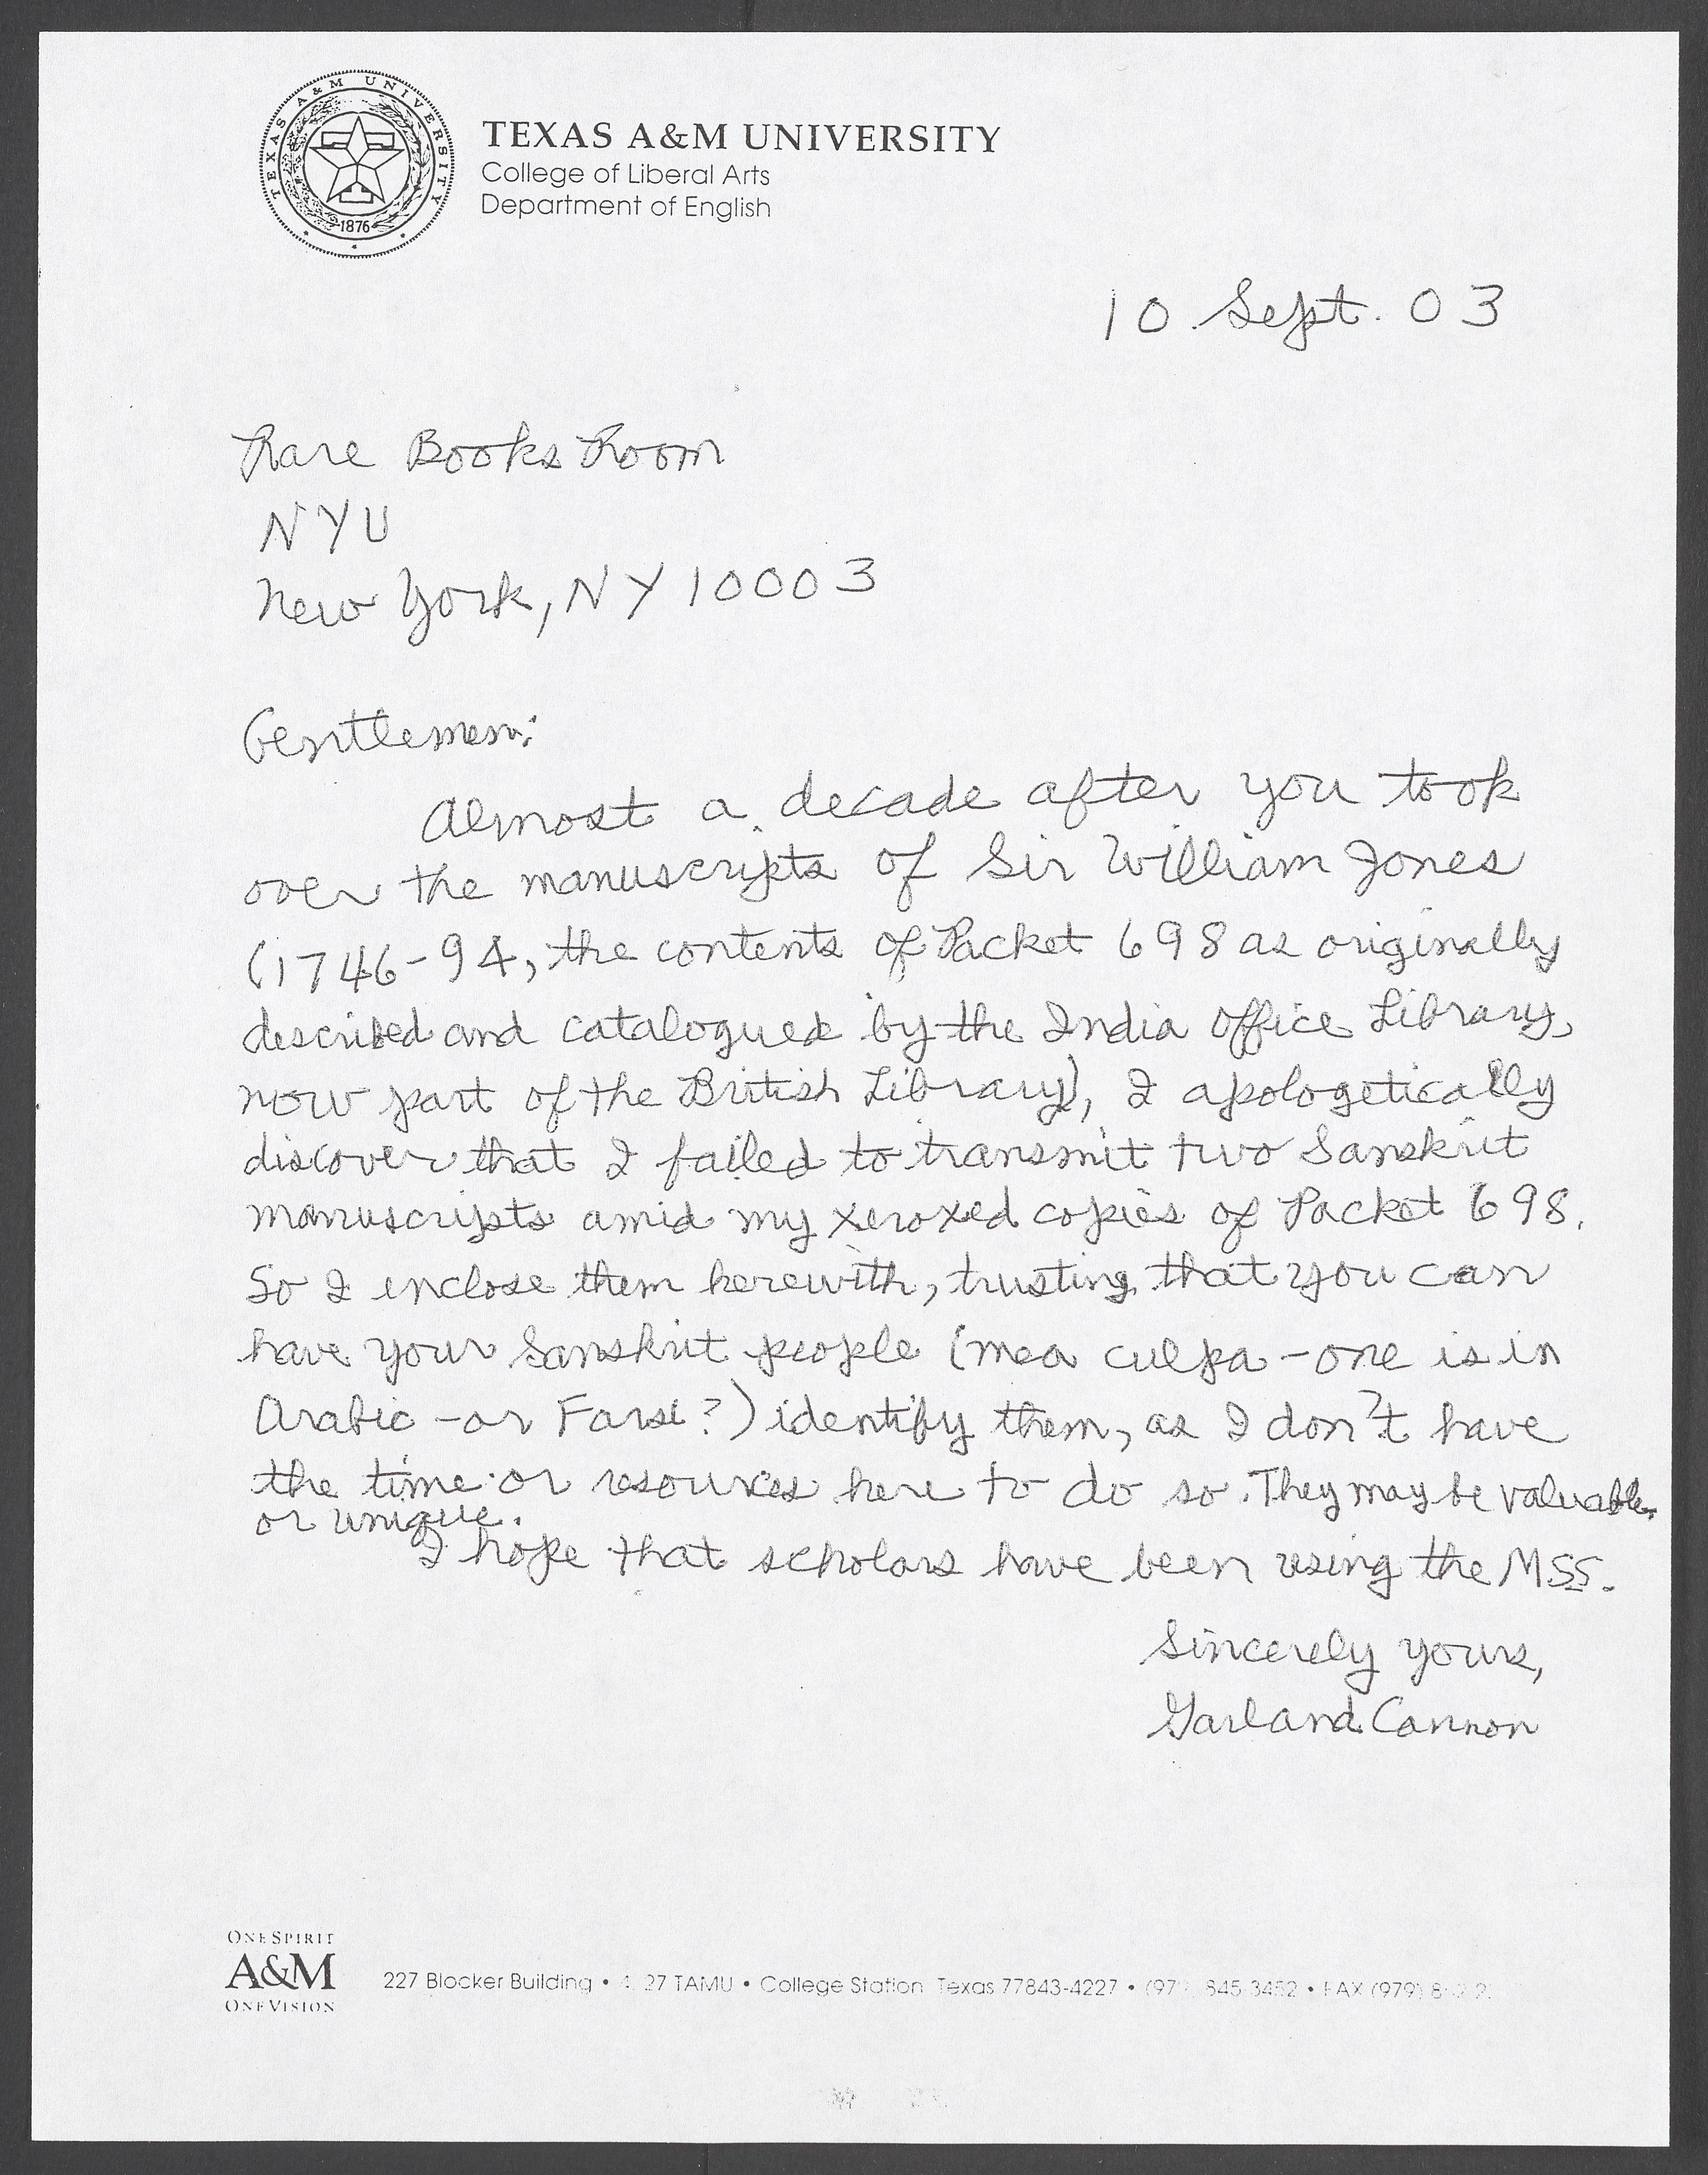 TEXAS A&M UNIVERSITY
1876
TEXAS A&M UNIVERSITY
College of Liberal Arts
Department of English
10 Sept. 03
Rare Books Room
NYU
New York, NY 10003
Gentlemen:
Almost a decade after you took
over the manuscripts of Sir William Jones
(1746-94, the contents of Packet 698 as originally
described and catalogued by the India Office Library,
now part of the British Library), I apologetically
discover that I failed to transmit two Sanskrit
manuscripts amid my xeroxed copies of Packet 698.
So I enclose them herewith, trusting that you can
have your Sanskrit people (mea culpa - one is in
Arabic - or Farsi?) identify them, as I don't have
the time or resources here to do so. They may be valuable
or unique.
I hope that scholars have been using the MSS.
Sincerely yours,
Garland Cannon
ONE SPIRIT
A&M
ONE VISION
227 Blocker Building • 27 TAMU • College Station Texas 77843-4227 • 845-3452 • FAX (979)